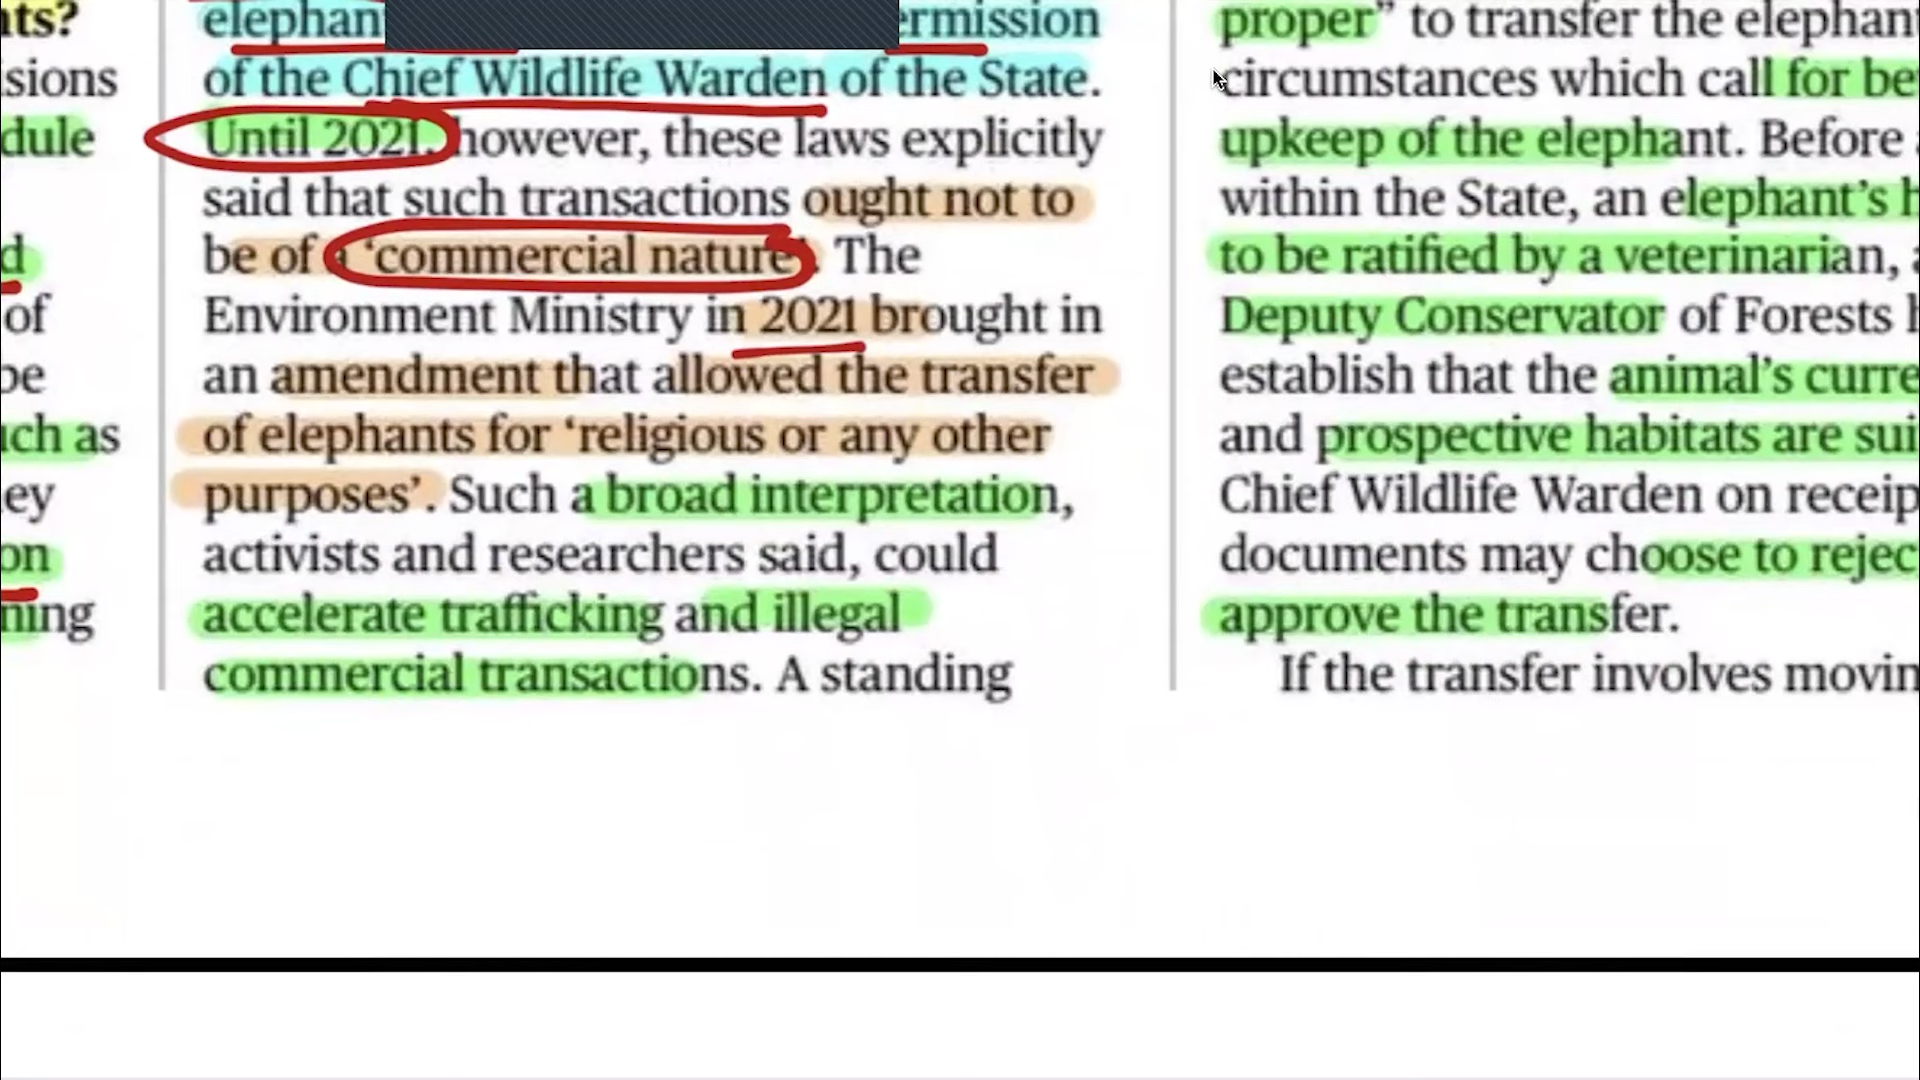 nts?
sions
dule
d
of
be
uch as
ey
on
ning
elephan ermission
of the Chief Wildlife Warden of the State.
Until 2021, however, these laws explicitly
said that such transactions ought not to
be of a ‘commercial nature’. The
Environment Ministry in 2021 brought in
an amendment that allowed the transfer
of elephants for ‘religious or any other
purposes’. Such a broad interpretation,
activists and researchers said, could
accelerate trafficking and illegal
commercial transactions. A standing
proper” to transfer the elephant
circumstances which call for be
upkeep of the elephant. Before
within the State, an elephant’s h
to be ratified by a veterinarian, a
Deputy Conservator of Forests h
establish that the animal’s curre
and prospective habitats are sui
Chief Wildlife Warden on receip
documents may choose to rejec
approve the transfer.
If the transfer involves movin